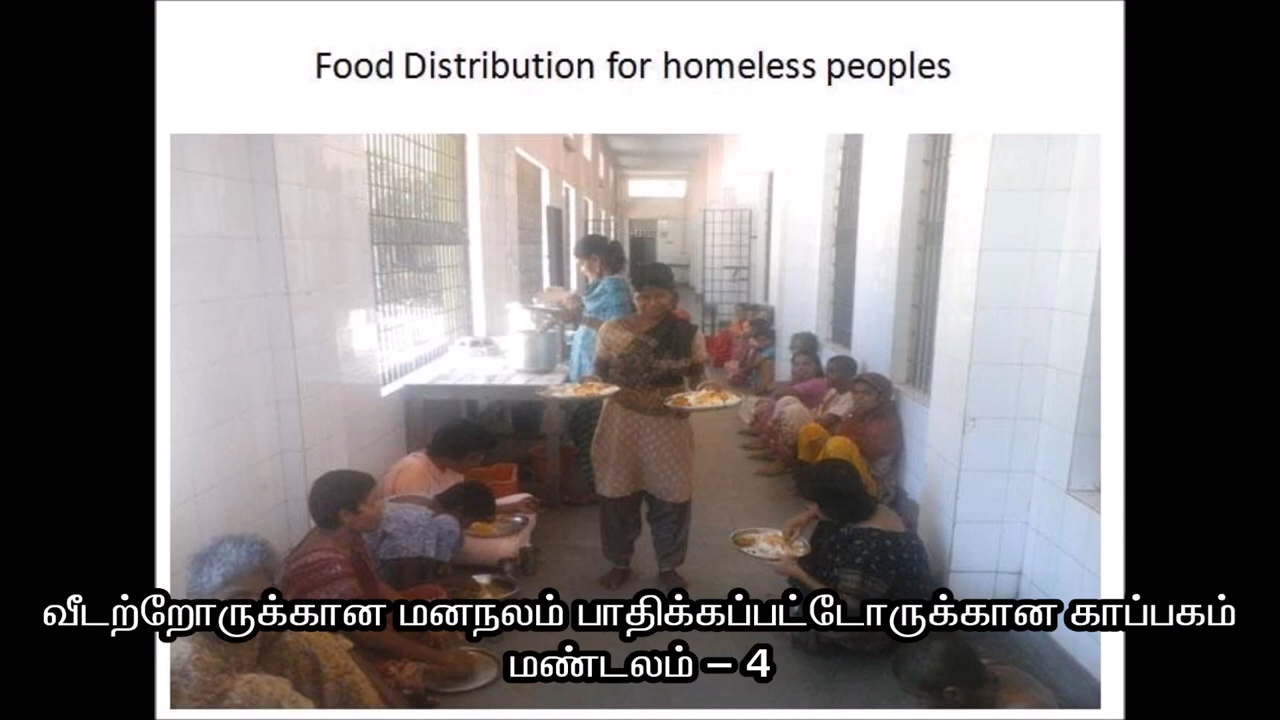 Food Distribution for homeless peoples
வீடற்றோருக்கான மனநலம் பாதிக்கப்பட்டோருக்கான காப்பகம்
மண்டலம் – 4